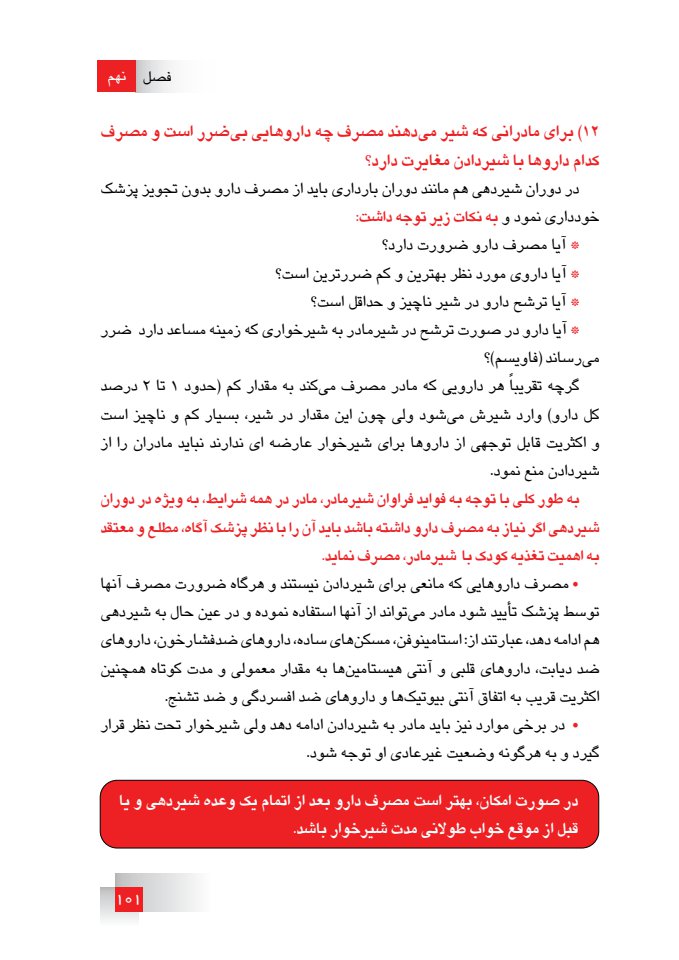 فصل نهم
۱۲) برای مادرانی که شیر می‌دهند مصرف چه داروهایی بی‌ضرر است و مصرف
کدام داروها با شیردادن مغایرت دارد؟
در دوران شیردهی هم مانند دوران بارداری باید از مصرف دارو بدون تجویز پزشک
خودداری نمود و به نکات زیر توجه داشت:
* آیا مصرف دارو ضرورت دارد؟
* آیا داروی مورد نظر بهترین و کم ضررترین است؟
* آیا ترشح دارو در شیر ناچیز و حداقل است؟
* آیا دارو در صورت ترشح در شیرمادر به شیرخواری که زمینه مساعد دارد ضرر
می‌رساند (فاویسم)؟
گرچه تقریباً هر دارویی که مادر مصرف می‌کند به مقدار کم (حدود ۱ تا ۲ درصد
کل دارو) وارد شیرش می‌شود ولی چون این مقدار در شیر، بسیار کم و ناچیز است
و اکثریت قابل توجهی از داروها برای شیرخوار عارضه ای ندارند نباید مادران را از
شیردادن منع نمود.
به طور کلی با توجه به فواید فراوان شیرمادر، مادر در همه شرایط، به ویژه در دوران
شیردهی اگر نیاز به مصرف دارو داشته باشد باید آن را با نظر پزشک آگاه، مطلع و معتقد
به اهمیت تغذیه کودک با شیرمادر، مصرف نماید.
• مصرف داروهایی که مانعی برای شیردادن نیستند و هرگاه ضرورت مصرف آنها
توسط پزشک تأیید شود مادر می‌تواند از آنها استفاده نموده و در عین حال به شیردهی
هم ادامه دهد، عبارتند از: استامینوفن، مسکن‌های ساده، داروهای ضدفشارخون، داروهای
ضد دیابت، داروهای قلبی و آنتی هیستامین‌ها به مقدار معمولی و مدت کوتاه همچنین
اکثریت قریب به اتفاق آنتی بیوتیک‌ها و داروهای ضد افسردگی و ضد تشنج.
• در برخی موارد نیز باید مادر به شیردادن ادامه دهد ولی شیرخوار تحت نظر قرار
گیرد و به هرگونه وضعیت غیرعادی او توجه شود.
در صورت امکان، بهتر است مصرف دارو بعد از اتمام یک وعده شیردهی و یا
قبل از موقع خواب طولانی مدت شیرخوار باشد.
۱۰۱